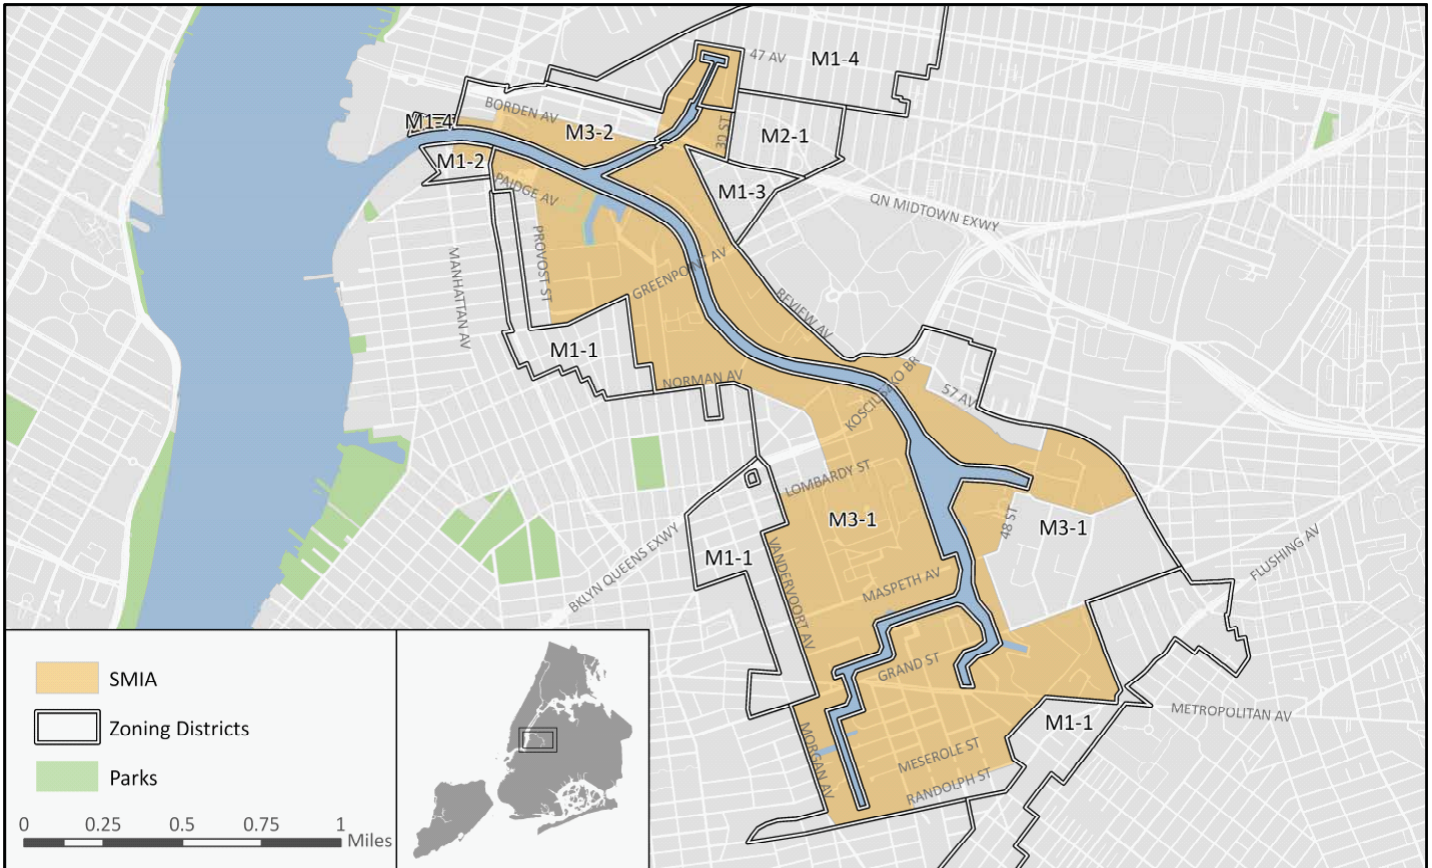 47 AV
M1-4
BORDEN AV
M1-4
M3-2
30 ST
M2-1
M1-2
PAIDGE AV
M1-3
QN MIDTOWN EXWY
PROVOST ST
MANHATTAN AV
GREENPOINT AV
REVIEW AV
M1-1
NORMAN AV
KOSCIUSZKO BR
57 AV
LOMBARDY ST
M3-1
48 ST
M3-1
FLUSHING AV
BKLYN QUEENS EXWY
M1-1
VANDERVOORT AV
MASPETH AV
GRAND ST
METROPOLITAN AV
M1-1
MORGAN AV
MESEROLE ST
RANDOLPH ST
SMIA
Zoning Districts
Parks
0 0.25 0.5 0.75 1
Miles